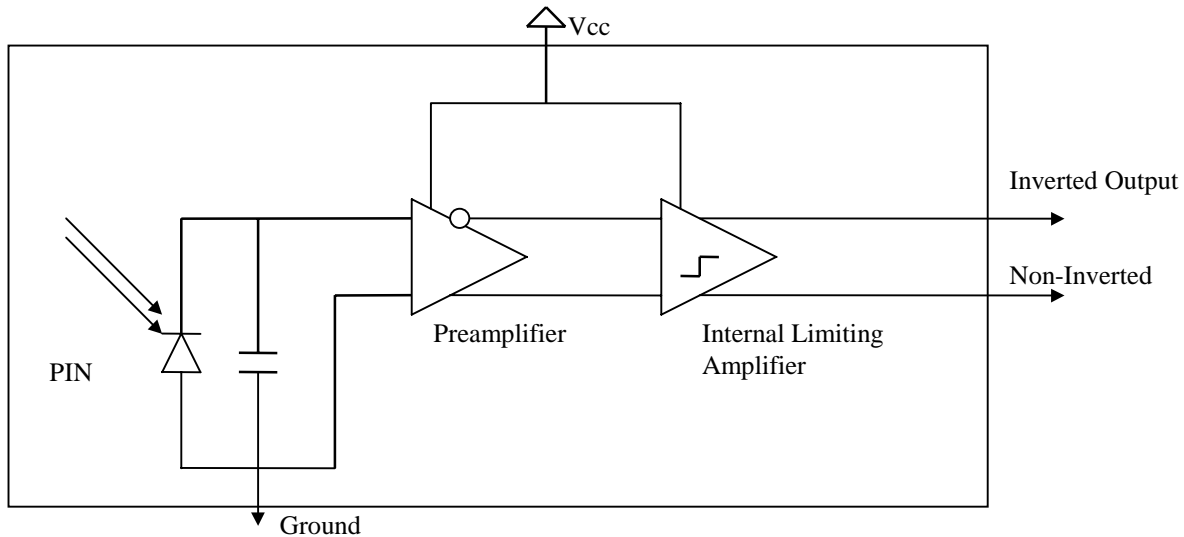 Vcc
Inverted Output
Non-Inverted
Preamplifier
Internal Limiting
Amplifier
PIN
Ground